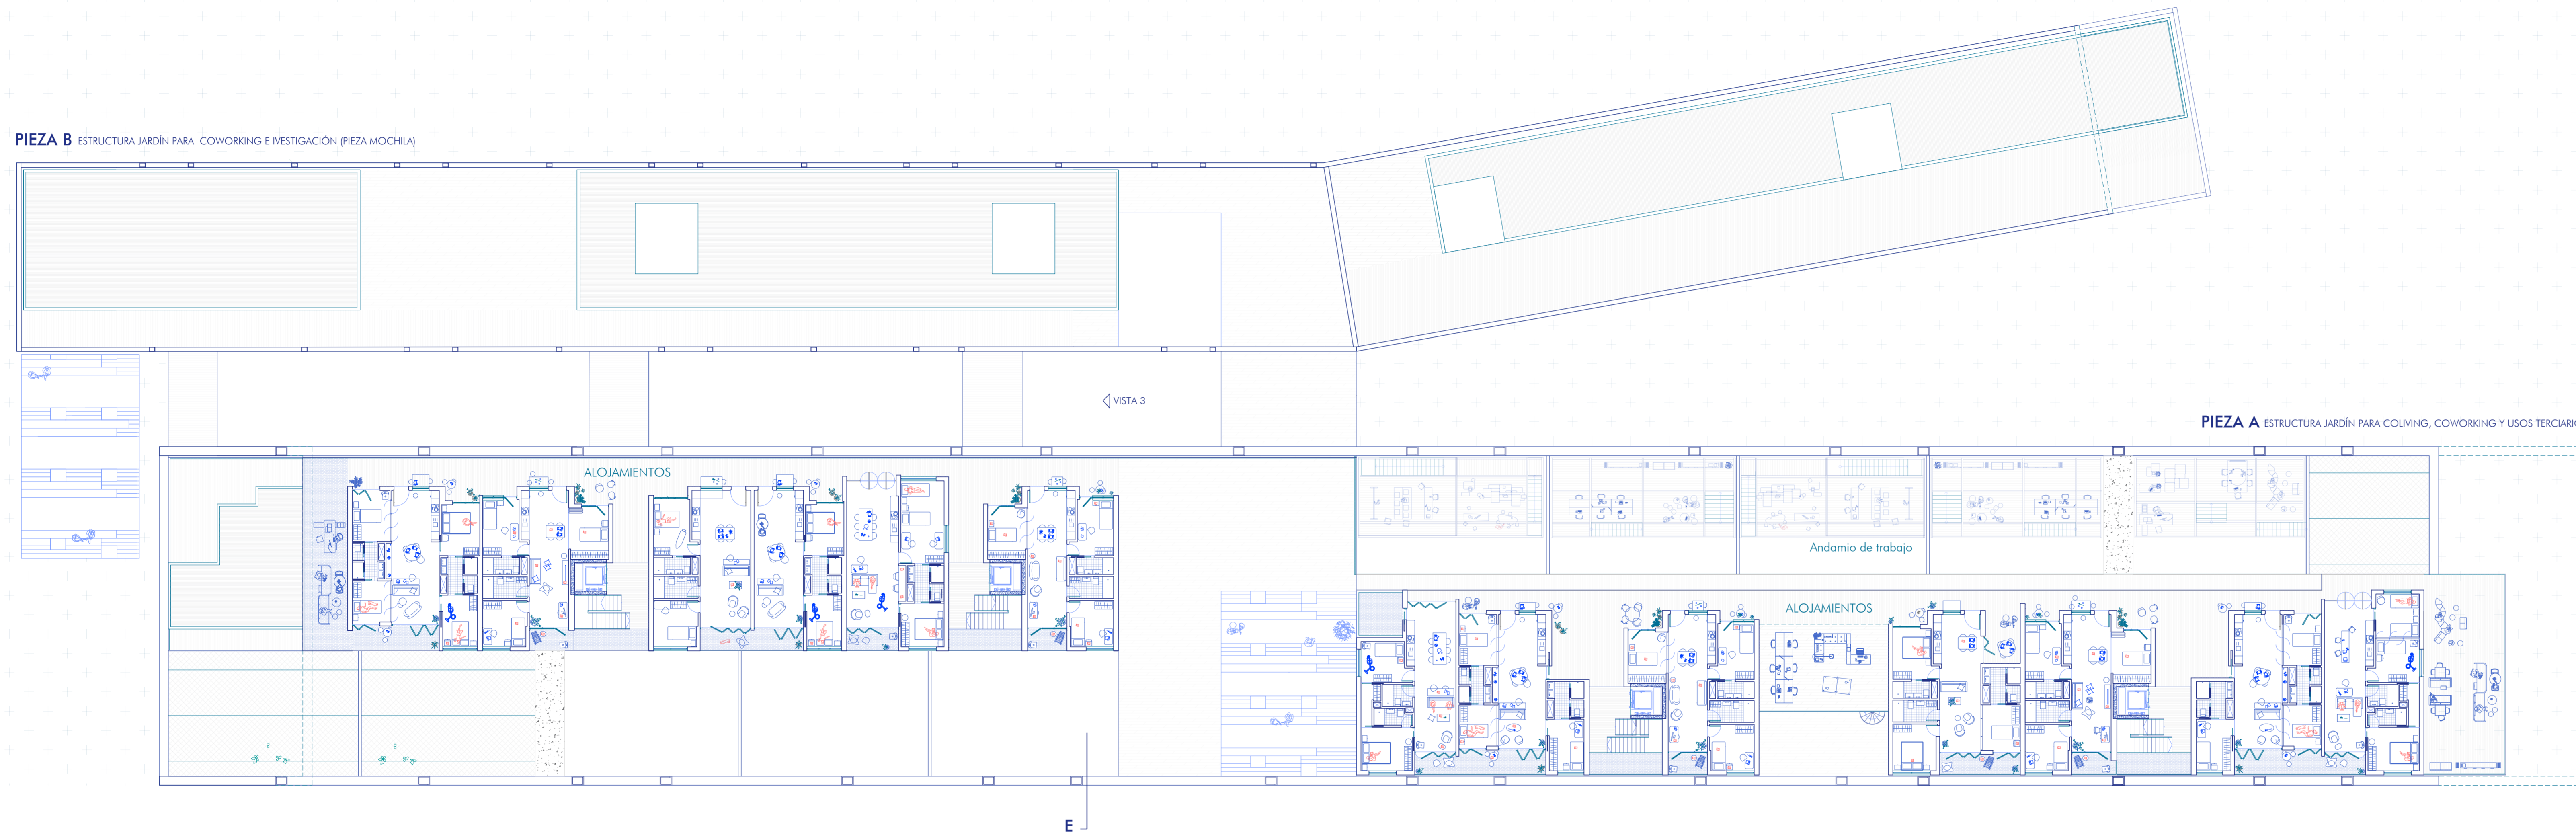 PIEZA B ESTRUCTURA JARDÍN PARA COWORKING E IVESTIGACIÓN (PIEZA MOCHILA)
VISTA 3
PIEZA A ESTRUCTURA JARDÍN PARA COLIVING, COWORKING Y USOS TERCIARIO
ALOJAMIENTOS
Andamio de trabajo
ALOJAMIENTOS
E